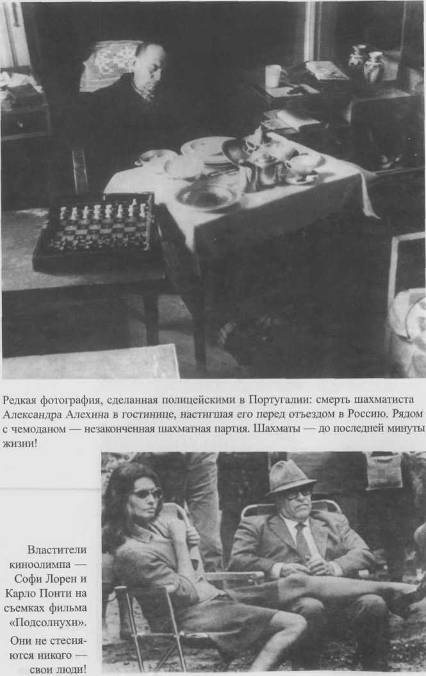 Редкая фотография, сделанная полицейскими в Португалии: смерть шахматиста
Александра Алехина в гостинице, настигшая его перед отъездом в Россию. Рядом
с чемоданом — незаконченная шахматная партия. Шахматы — до последней минуты
жизни!
Властители
киноолимпа —
Софи Лорен и
Карло Понти на
съемках фильма
«Подсолнухи».
Они не стесня-
ются никого —
свои люди!